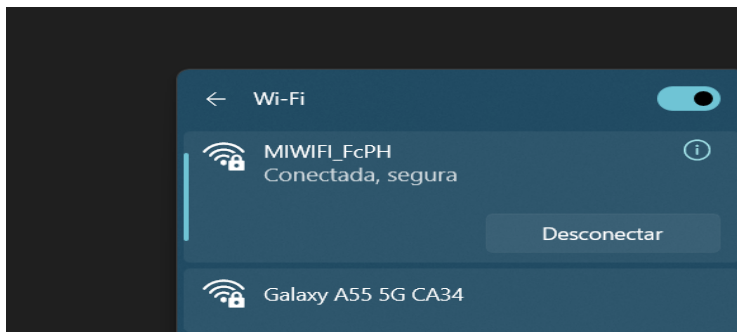 Wi-Fi
MIWIFI_FcPH
Conectada, segura
Desconectar
Galaxy A55 5G CA34